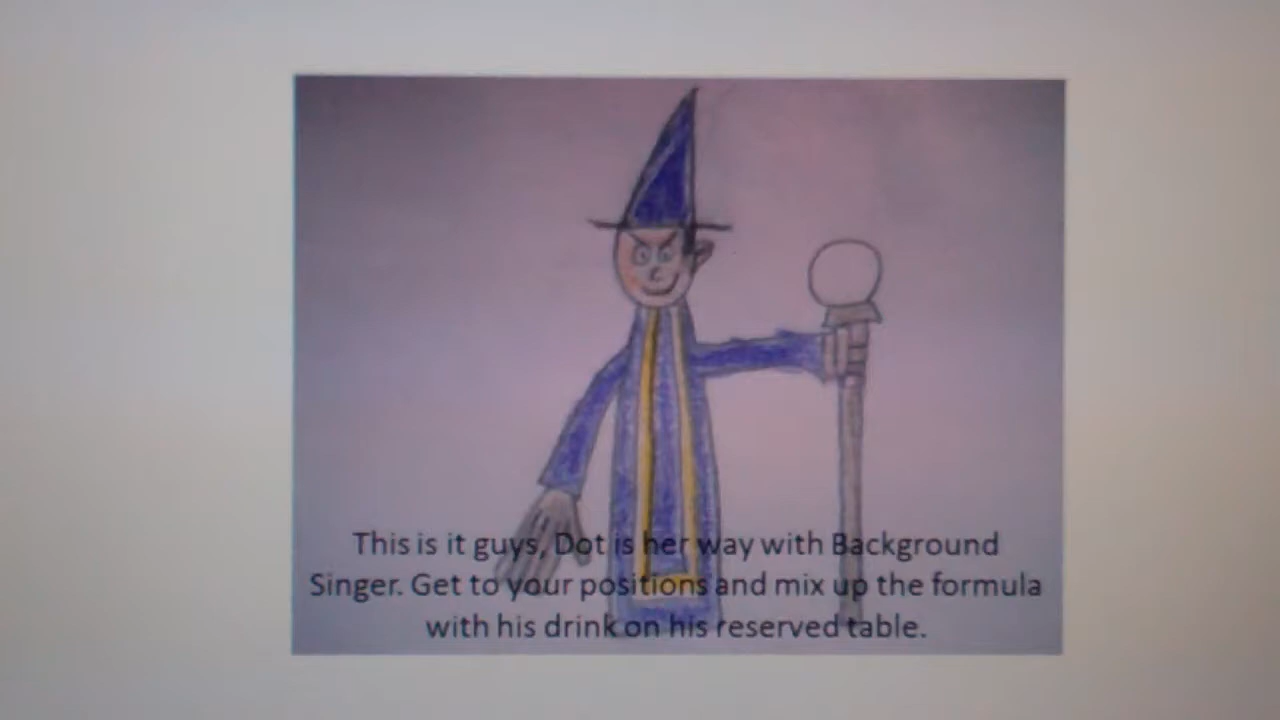 This is it guys, Dot is her way with Background
Singer. Get to your positions and mix up the formula
with his drink on his reserved table.